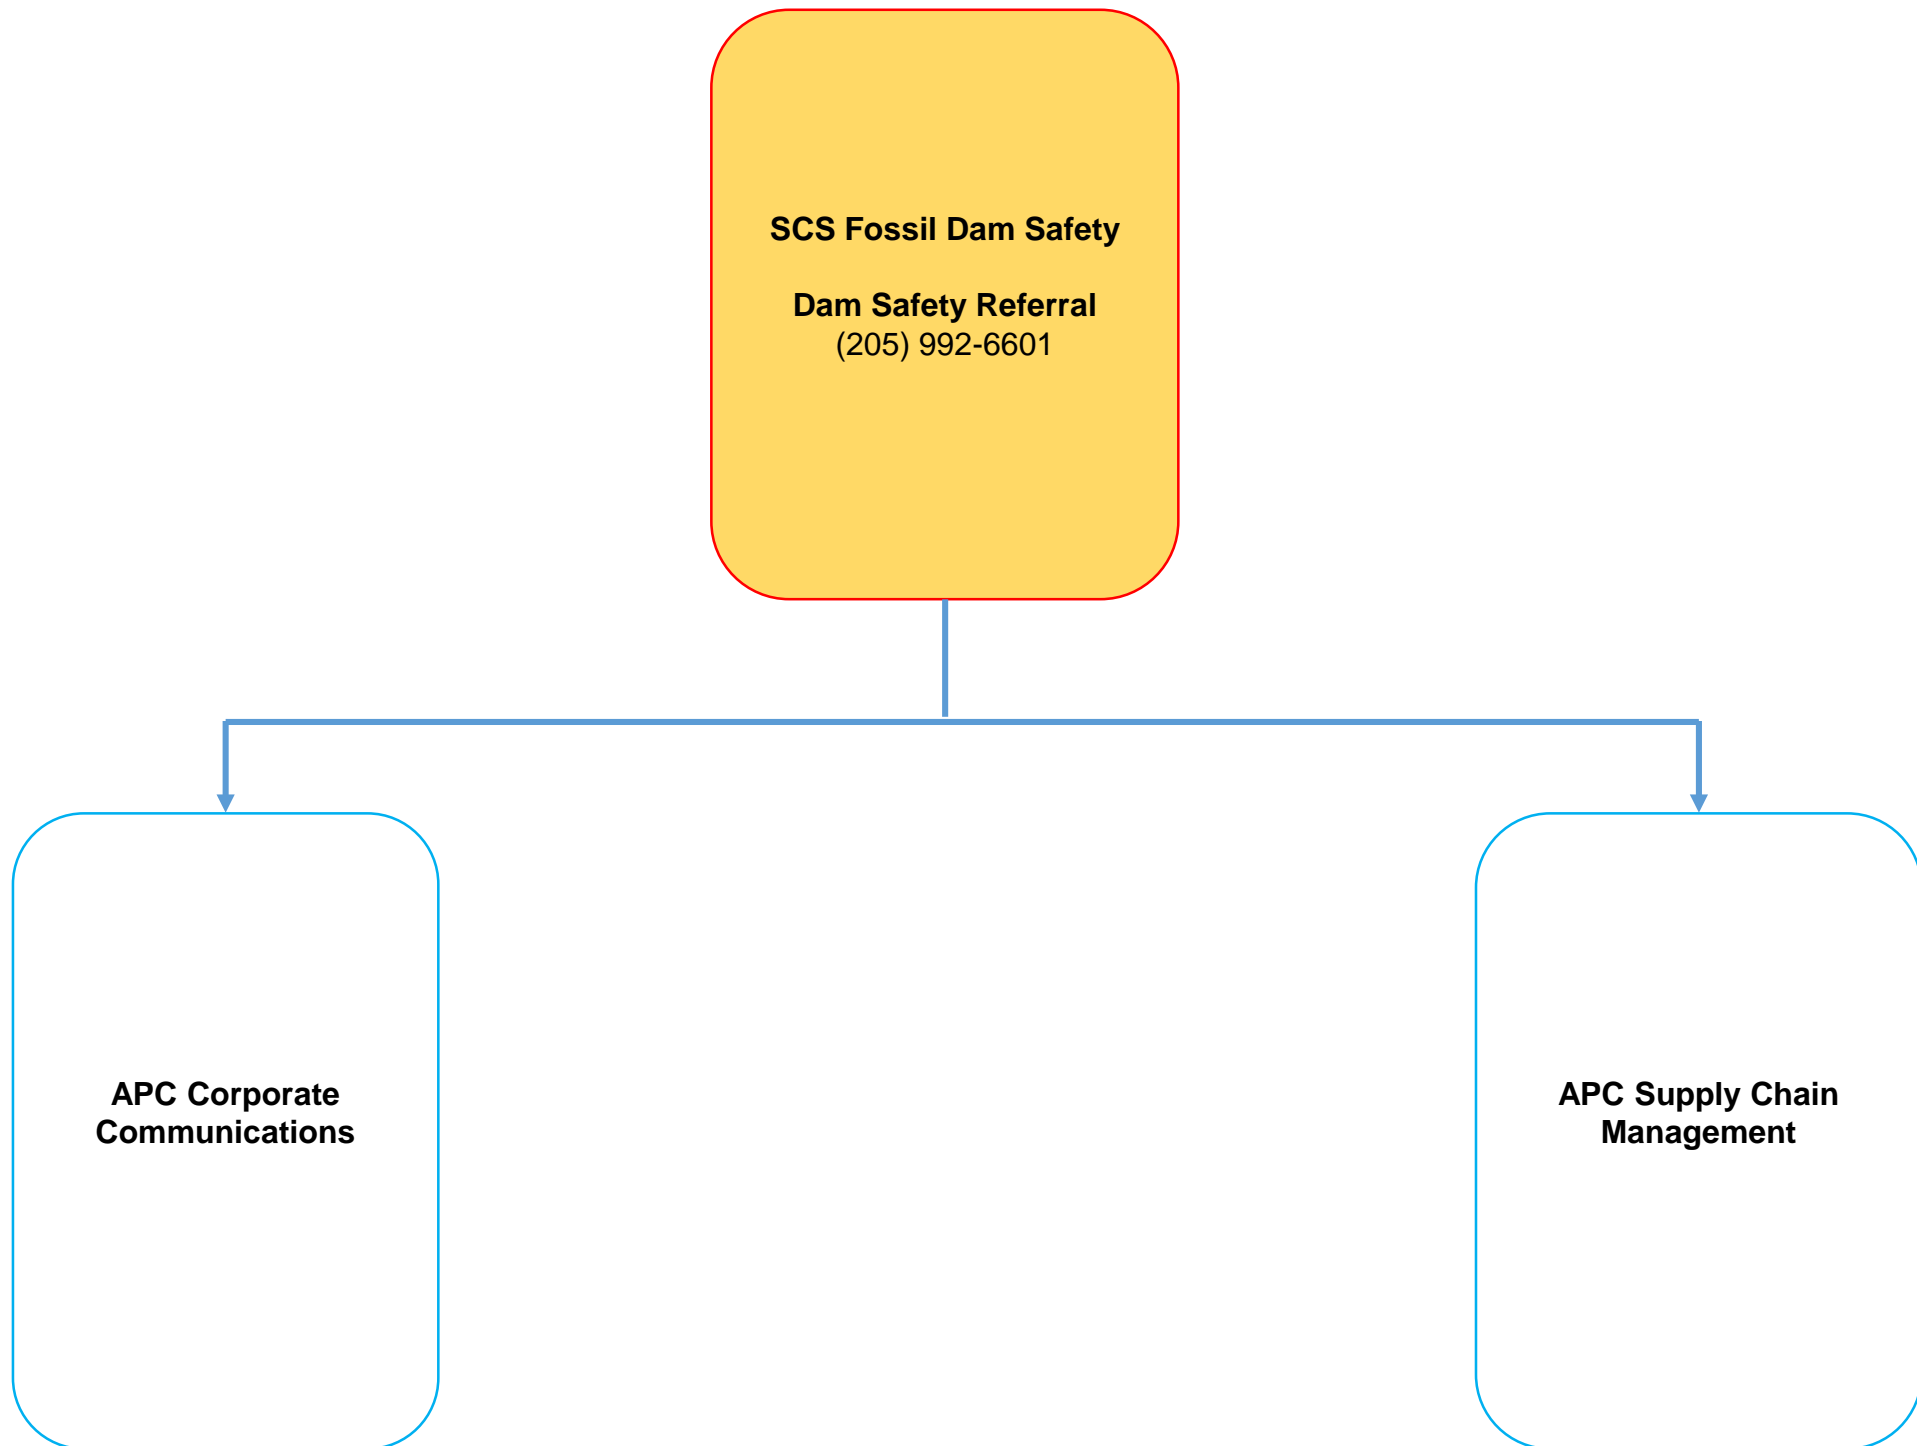 SCS Fossil Dam Safety
Dam Safety Referral
(205) 992-6601
APC Corporate
Communications
APC Supply Chain
Management